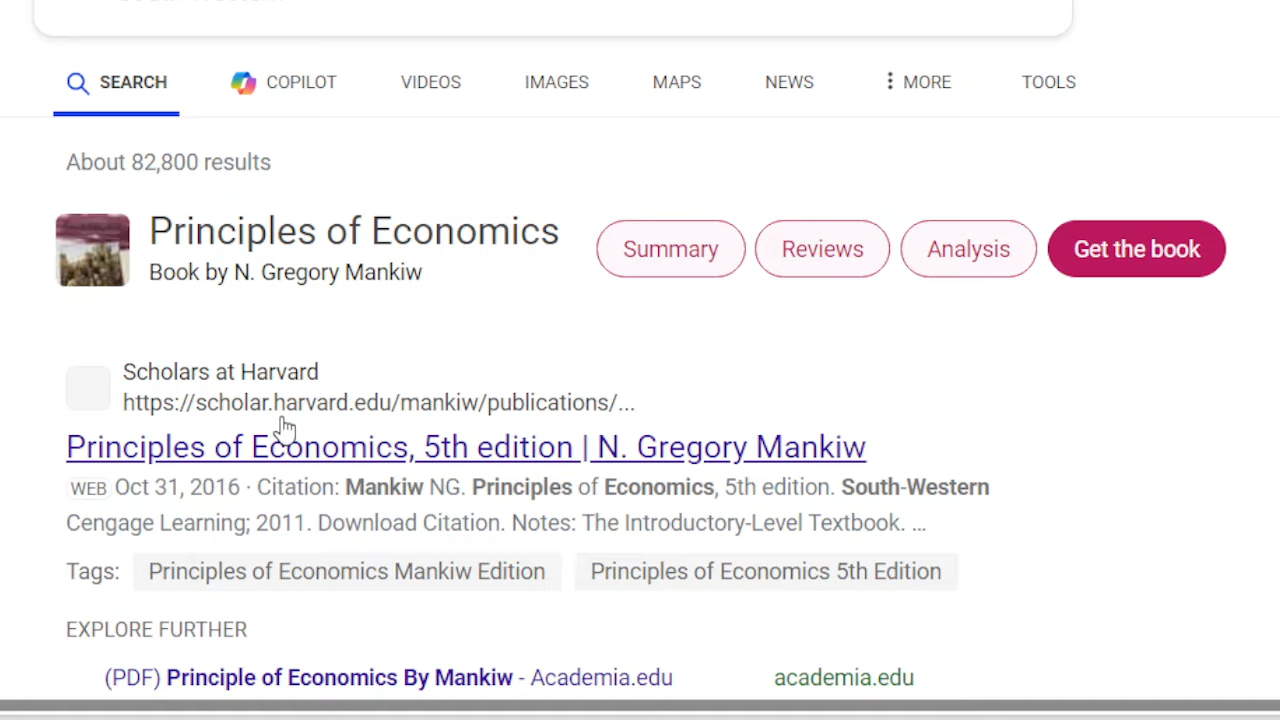 SEARCH COPILOT VIDEOS IMAGES MAPS NEWS MORE TOOLS
About 82,800 results
Principles of Economics
Book by N. Gregory Mankiw
Summary Reviews Analysis Get the book
Scholars at Harvard
https://scholar.harvard.edu/mankiw/publications/...
Principles of Economics, 5th edition | N. Gregory Mankiw
WEB Oct 31, 2016 · Citation: Mankiw NG. Principles of Economics, 5th edition. South-Western
Cengage Learning; 2011. Download Citation. Notes: The Introductory-Level Textbook. ...
Tags: Principles of Economics Mankiw Edition Principles of Economics 5th Edition
EXPLORE FURTHER
(PDF) Principle of Economics By Mankiw - Academia.edu academia.edu